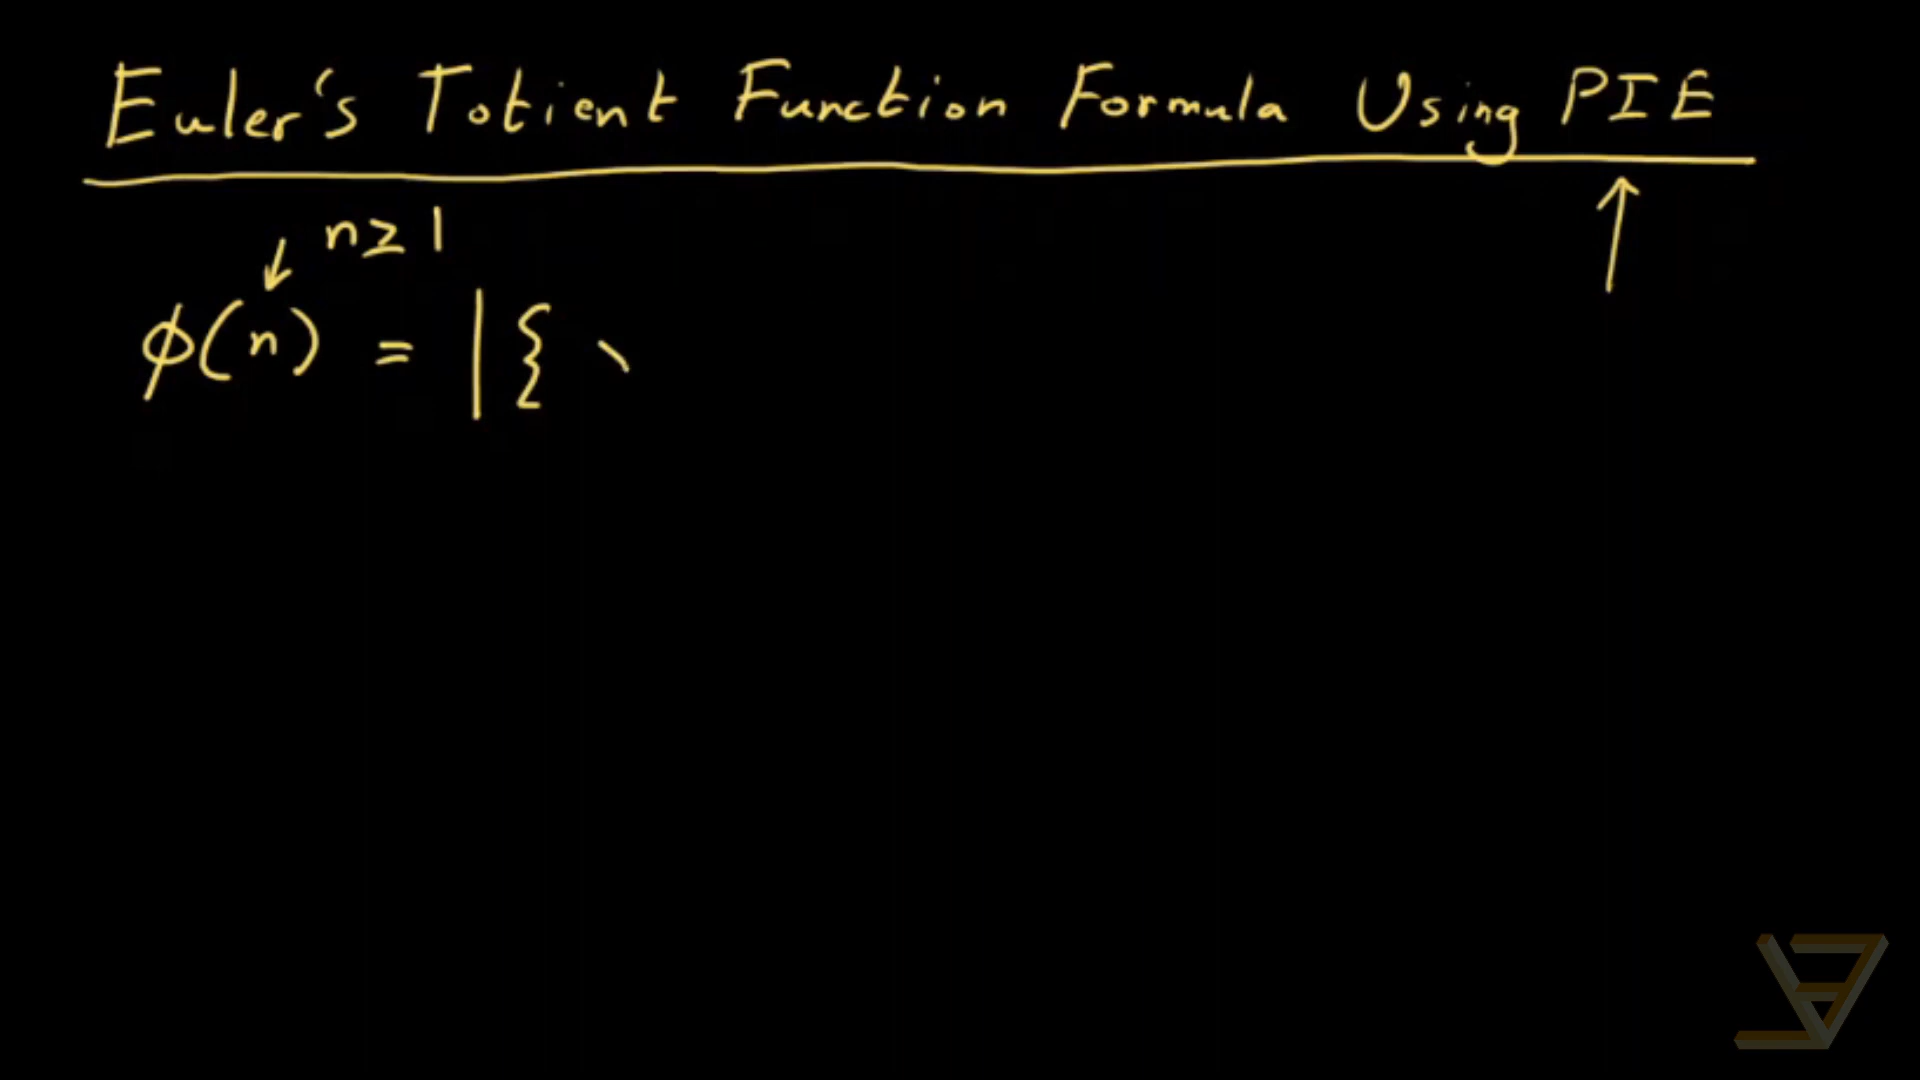 Euler's Totient Function Formula Using PIE
n ≥ 1
φ(n) = | {